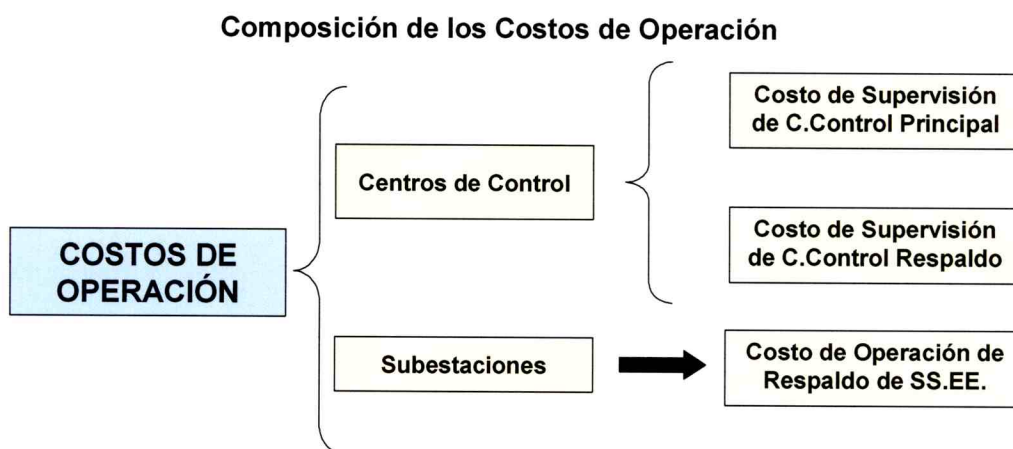 Composición de los Costos de Operación
Costo de Supervisión
de C.Control Principal
Centros de Control
Costo de Supervisión
de C.Control Respaldo
COSTOS DE
OPERACIÓN
Subestaciones
Costo de Operación de
Respaldo de SS.EE.